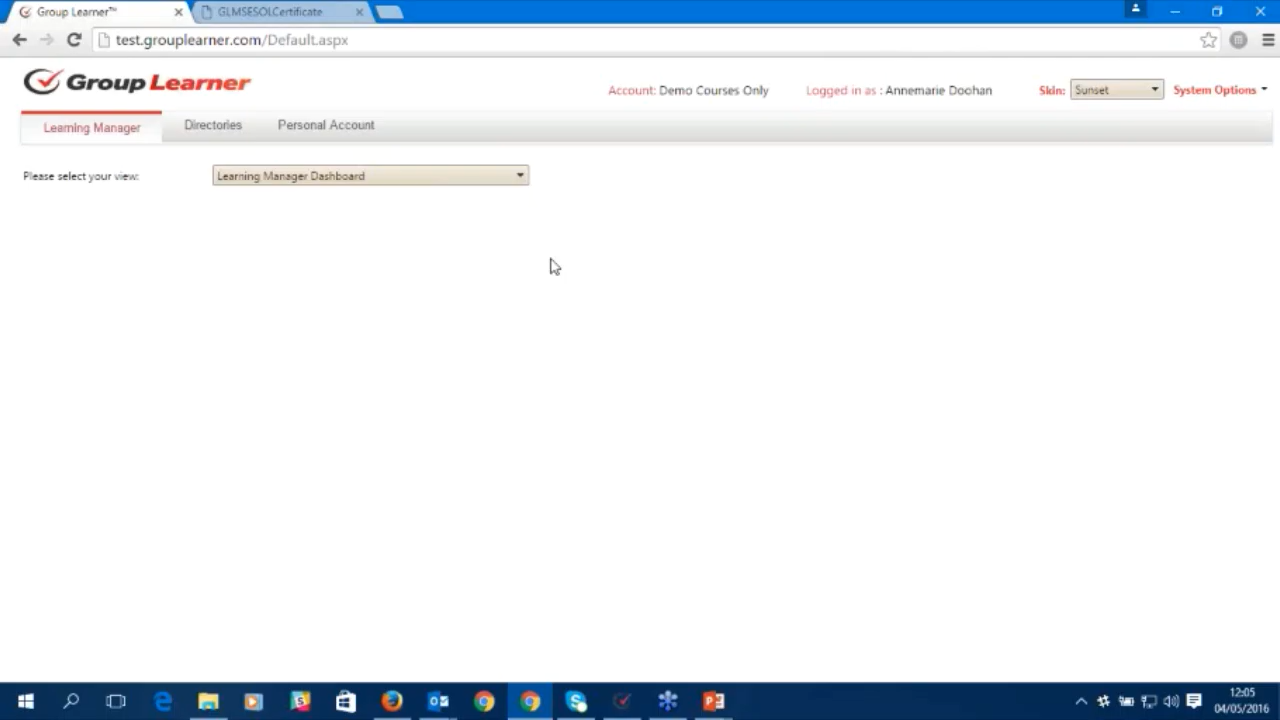 Group Learner™
GLMSESOLCertificate
test.grouplearner.com/Default.aspx
Group Learner
Account: Demo Courses Only
Logged in as : Annemarie Doohan
Skin: Sunset
System Options
Learning Manager
Directories
Personal Account
Please select your view:
Learning Manager Dashboard
12:05
04/05/2016